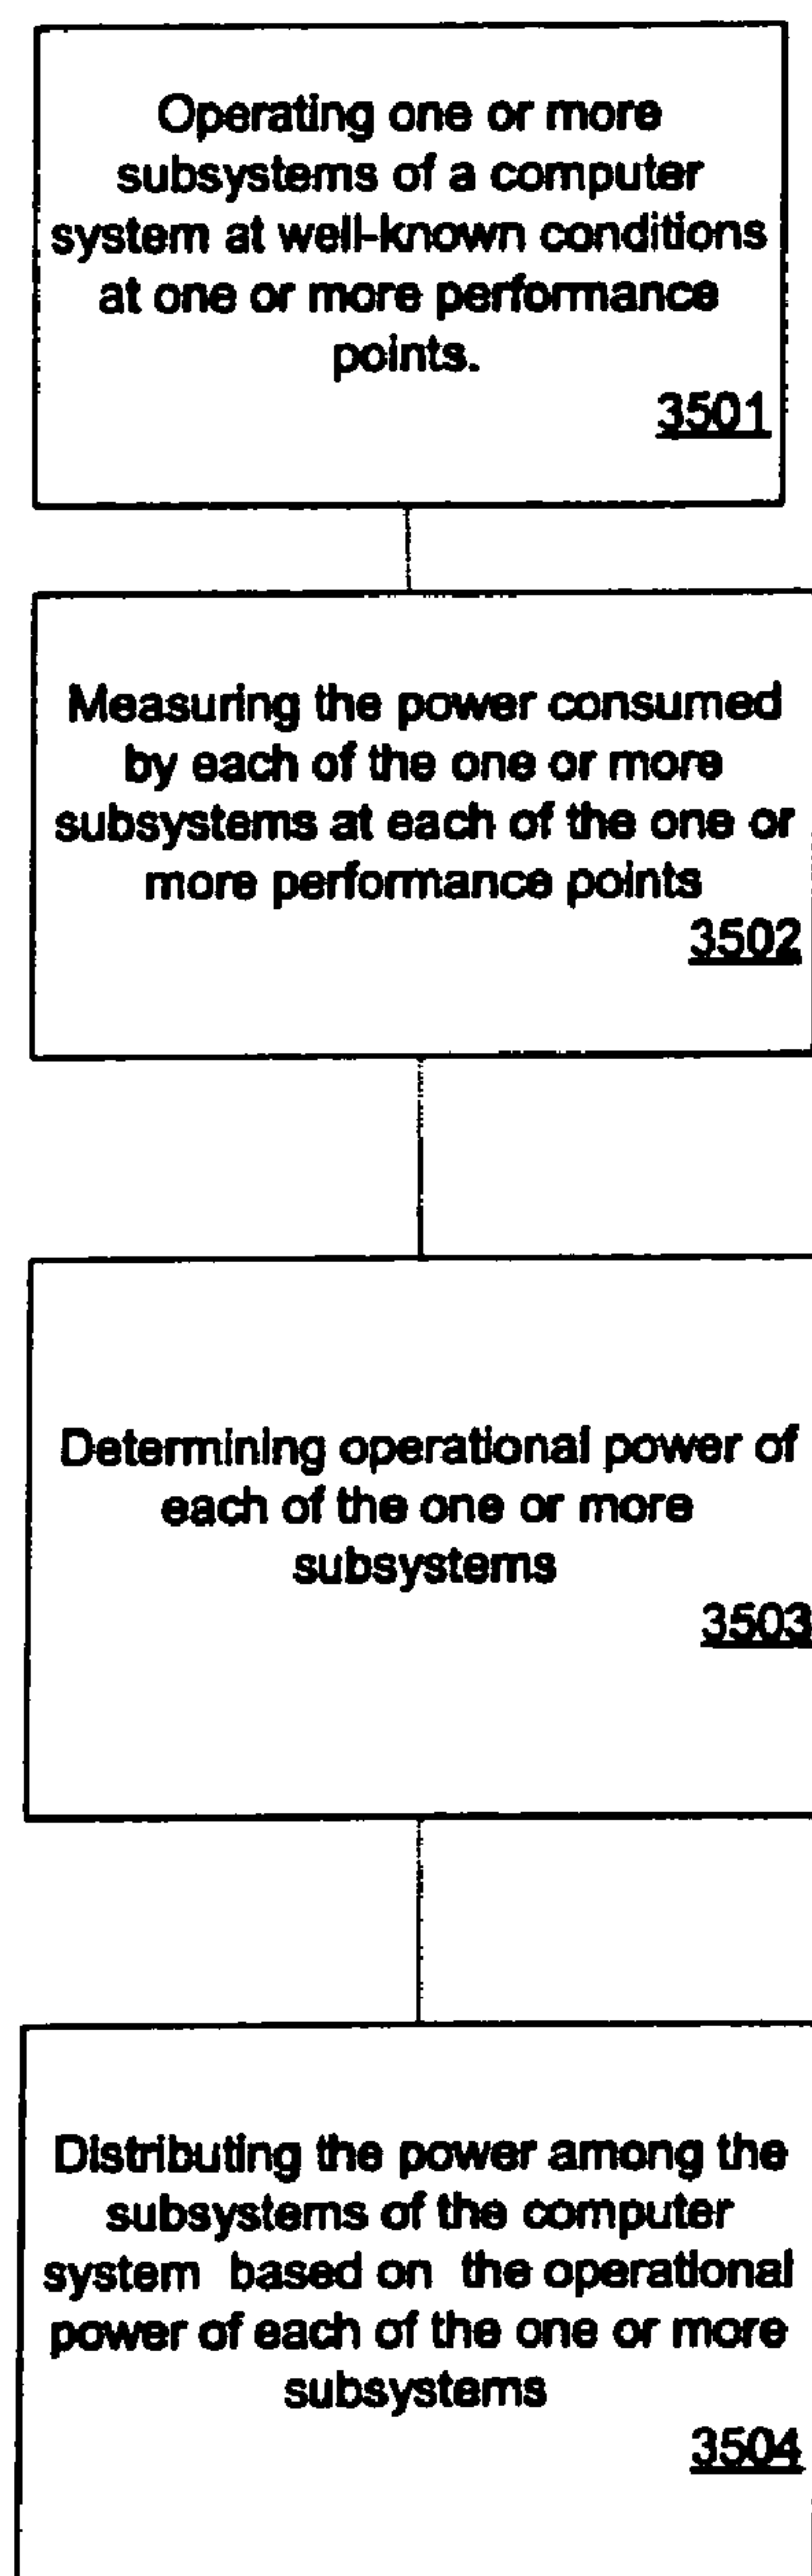 Operating one or more
subsystems of a computer
system at well-known conditions
at one or more performance
points.
3501
Measuring the power consumed
by each of the one or more
subsystems at each of the one or
more performance points
3502
Determining operational power of
each of the one or more
subsystems
3503
Distributing the power among the
subsystems of the computer
system based on the operational
power of each of the one or more
subsystems
3504